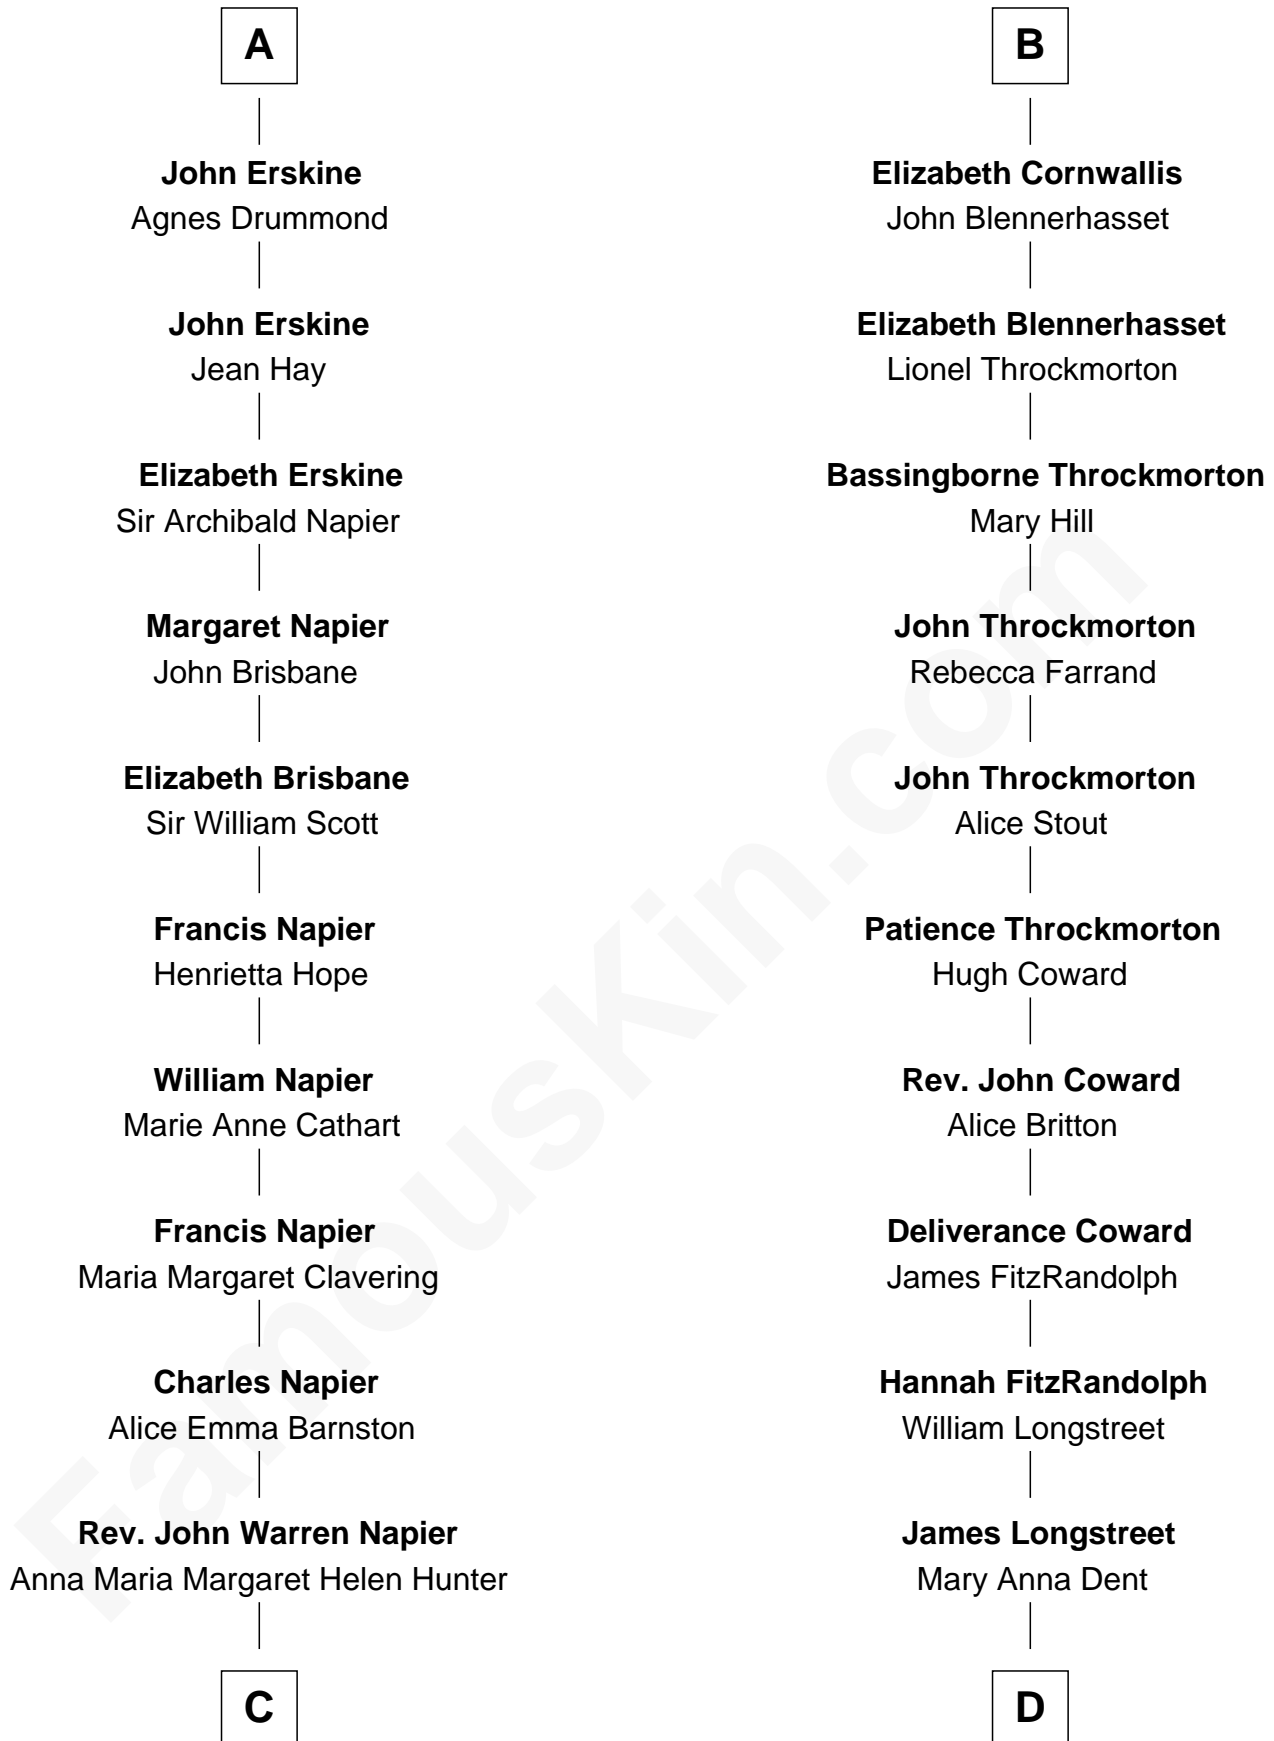 A
John Erskine
Agnes Drummond
John Erskine
Jean Hay
Elizabeth Erskine
Sir Archibald Napier
Margaret Napier
John Brisbane
Elizabeth Brisbane
Sir William Scott
Francis Napier
Henrietta Hope
William Napier
Marie Anne Cathart
Francis Napier
Maria Margaret Clavering
Charles Napier
Alice Emma Barnston
Rev. John Warren Napier
Anna Maria Margaret Helen Hunter
C
B
Elizabeth Cornwallis
John Blennerhasset
Elizabeth Blennerhasset
Lionel Throckmorton
Bassingborne Throckmorton
Mary Hill
John Throckmorton
Rebecca Farrand
John Throckmorton
Alice Stout
Patience Throckmorton
Hugh Coward
Rev. John Coward
Alice Britton
Deliverance Coward
James FitzRandolph
Hannah FitzRandolph
William Longstreet
James Longstreet
Mary Anna Dent
D
FamousKin.com